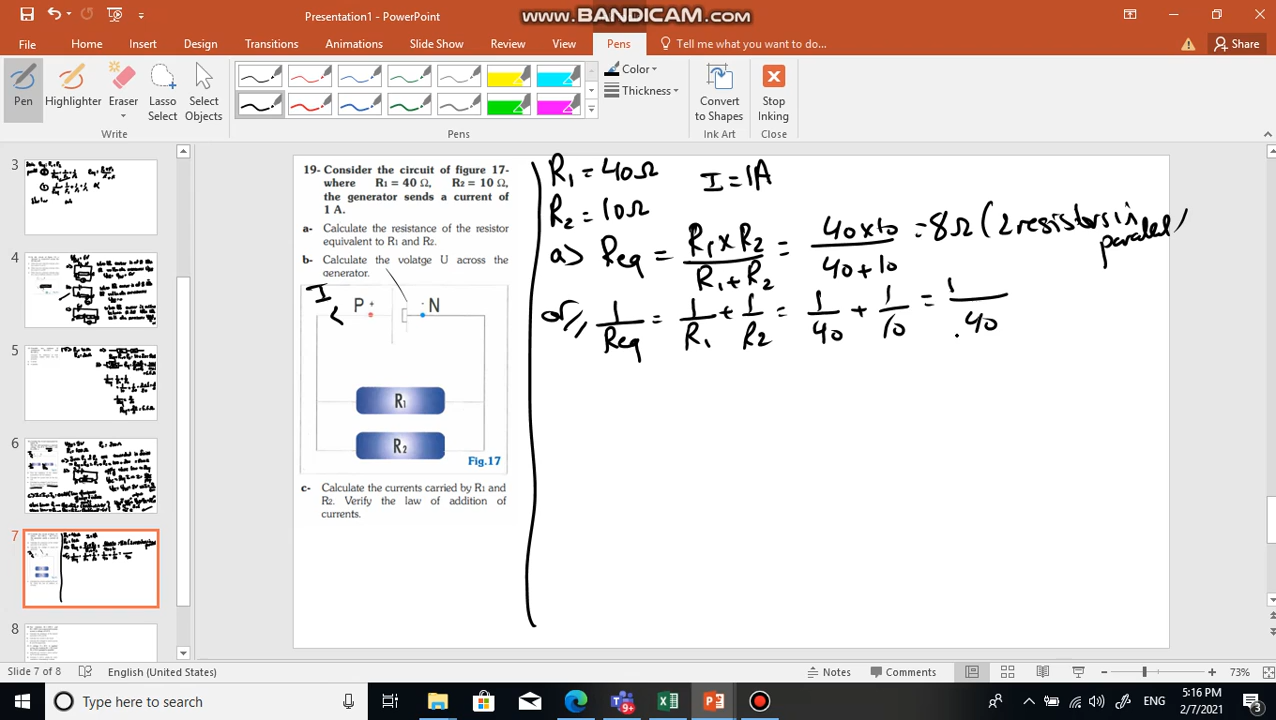 Presentation1 - PowerPoint
www.BANDICAM.com
File Home Insert Design Transitions Animations Slide Show Review View Pens Tell me what you want to do... Share
Pen
Highlighter
Eraser
Lasso Select
Select Objects
Color
Thickness
Convert to Shapes
Stop Inking
Write
Pens
Ink Art
Close
3
4
5
6
7
8
19- Consider the circuit of figure 17-
where R1 = 40 Ω, R2 = 10 Ω,
the generator sends a current of
1 A.
a- Calculate the resistance of the resistor
equivalent to R1 and R2.
b- Calculate the volatge U across the
generator.
I
P + - N
R1
R2
Fig.17
c- Calculate the currents carried by R1 and
R2. Verify the law of addition of
currents.
R1 = 40Ω I = 1A
R2 = 10Ω
a> Req = R1 x R2 / R1 + R2 = 40 x 10 / 40 + 10 = 8Ω (2 resistors in
parallel)
or// 1/Req = 1/R1 + 1/R2 = 1/40 + 1/10 = 1/40
Slide 7 of 8 English (United States) Notes Comments 73%
Type here to search
9+
ENG
5:16 PM
2/7/2021
3